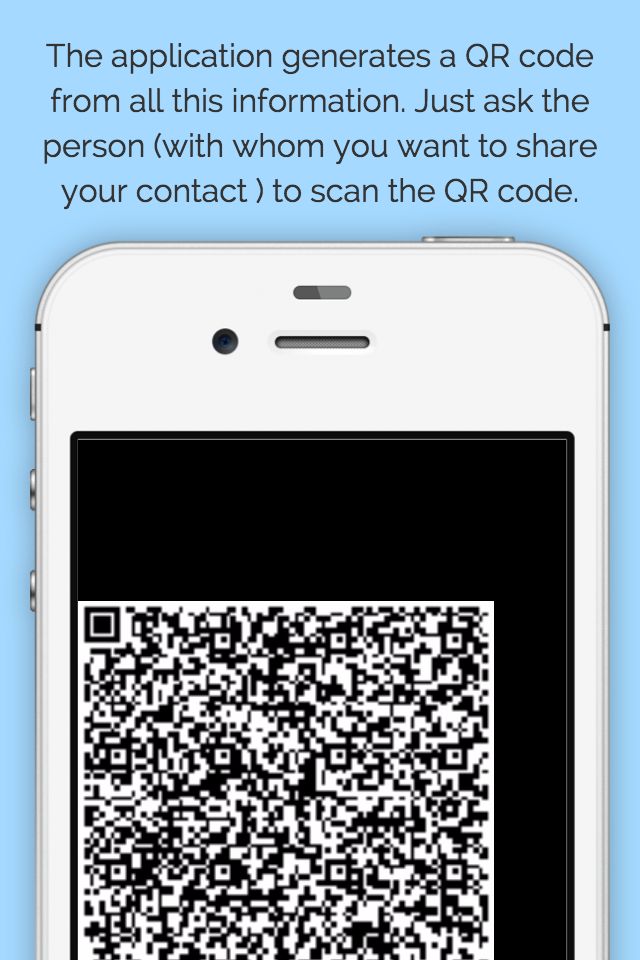 The application generates a QR code
from all this information. Just ask the
person (with whom you want to share
your contact ) to scan the QR code.